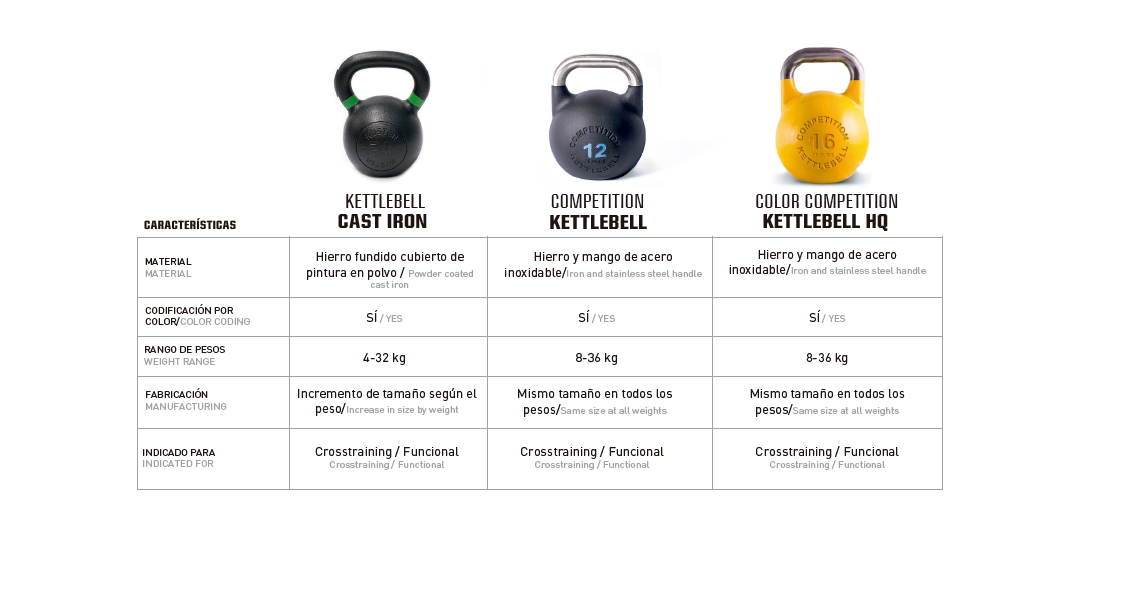 COMPETITION
12
KETTLEBELL
COMPETITION
16
KETTLEBELL
KETTLEBELL
CAST IRON
COMPETITION
KETTLEBELL
COLOR COMPETITION
KETTLEBELL HQ
CARACTERÍSTICAS
MATERIAL
MATERIAL
Hierro fundido cubierto de
pintura en polvo / Powder coated
cast iron
Hierro y mango de acero
inoxidable/Iron and stainless steel handle
Hierro y mango de acero
inoxidable/Iron and stainless steel handle
CODIFICACIÓN POR
COLOR/COLOR CODING
SÍ / YES
SÍ / YES
SÍ / YES
RANGO DE PESOS
WEIGHT RANGE
4-32 kg
8-36 kg
8-36 kg
FABRICACIÓN
MANUFACTURING
Incremento de tamaño según el
peso/Increase in size by weight
Mismo tamaño en todos los
pesos/Same size at all weights
Mismo tamaño en todos los
pesos/Same size at all weights
INDICADO PARA
INDICATED FOR
Crosstraining / Funcional
Crosstraining / Functional
Crosstraining / Funcional
Crosstraining / Functional
Crosstraining / Funcional
Crosstraining / Functional